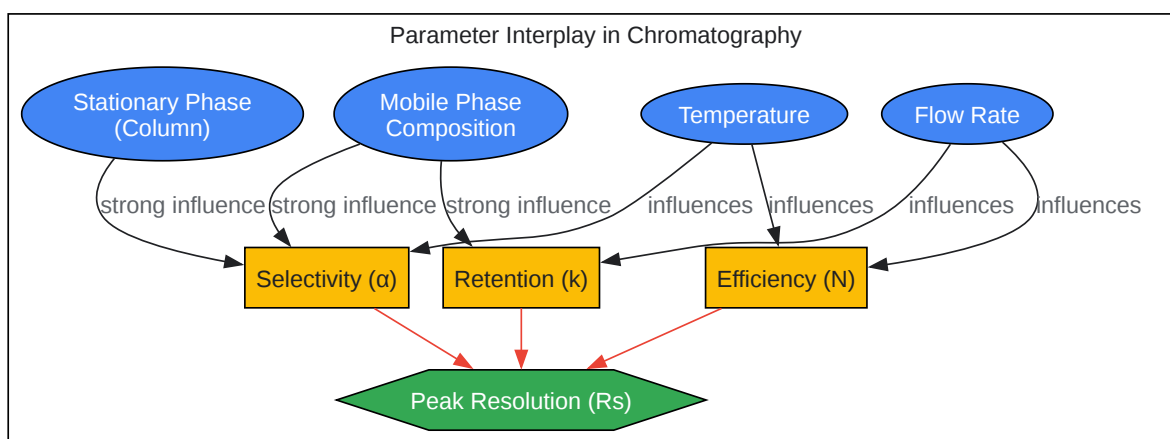 Parameter Interplay in Chromatography
Stationary Phase
(Column)
Mobile Phase
Composition
Temperature
Flow Rate
strong influence
strong influence
strong influence
influences
influences
influences
influences
Selectivity (α)
Retention (k)
Efficiency (N)
Peak Resolution (Rs)